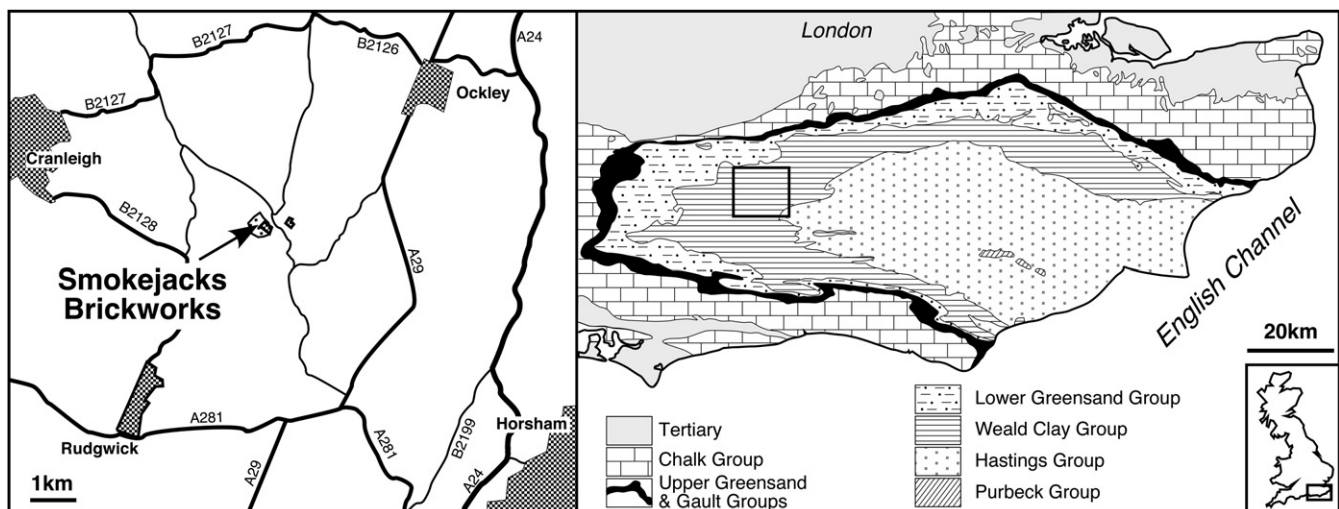 B2127
B2126
A24
Ockley
B2127
Cranleigh
B2128
A29
Smokejacks
Brickworks
Rudgwick
A281
A29
A281
B2199
A24
Horsham
1km
London
English Channel
20km
Tertiary
Chalk Group
Upper Greensand
& Gault Groups
Lower Greensand Group
Weald Clay Group
Hastings Group
Purbeck Group